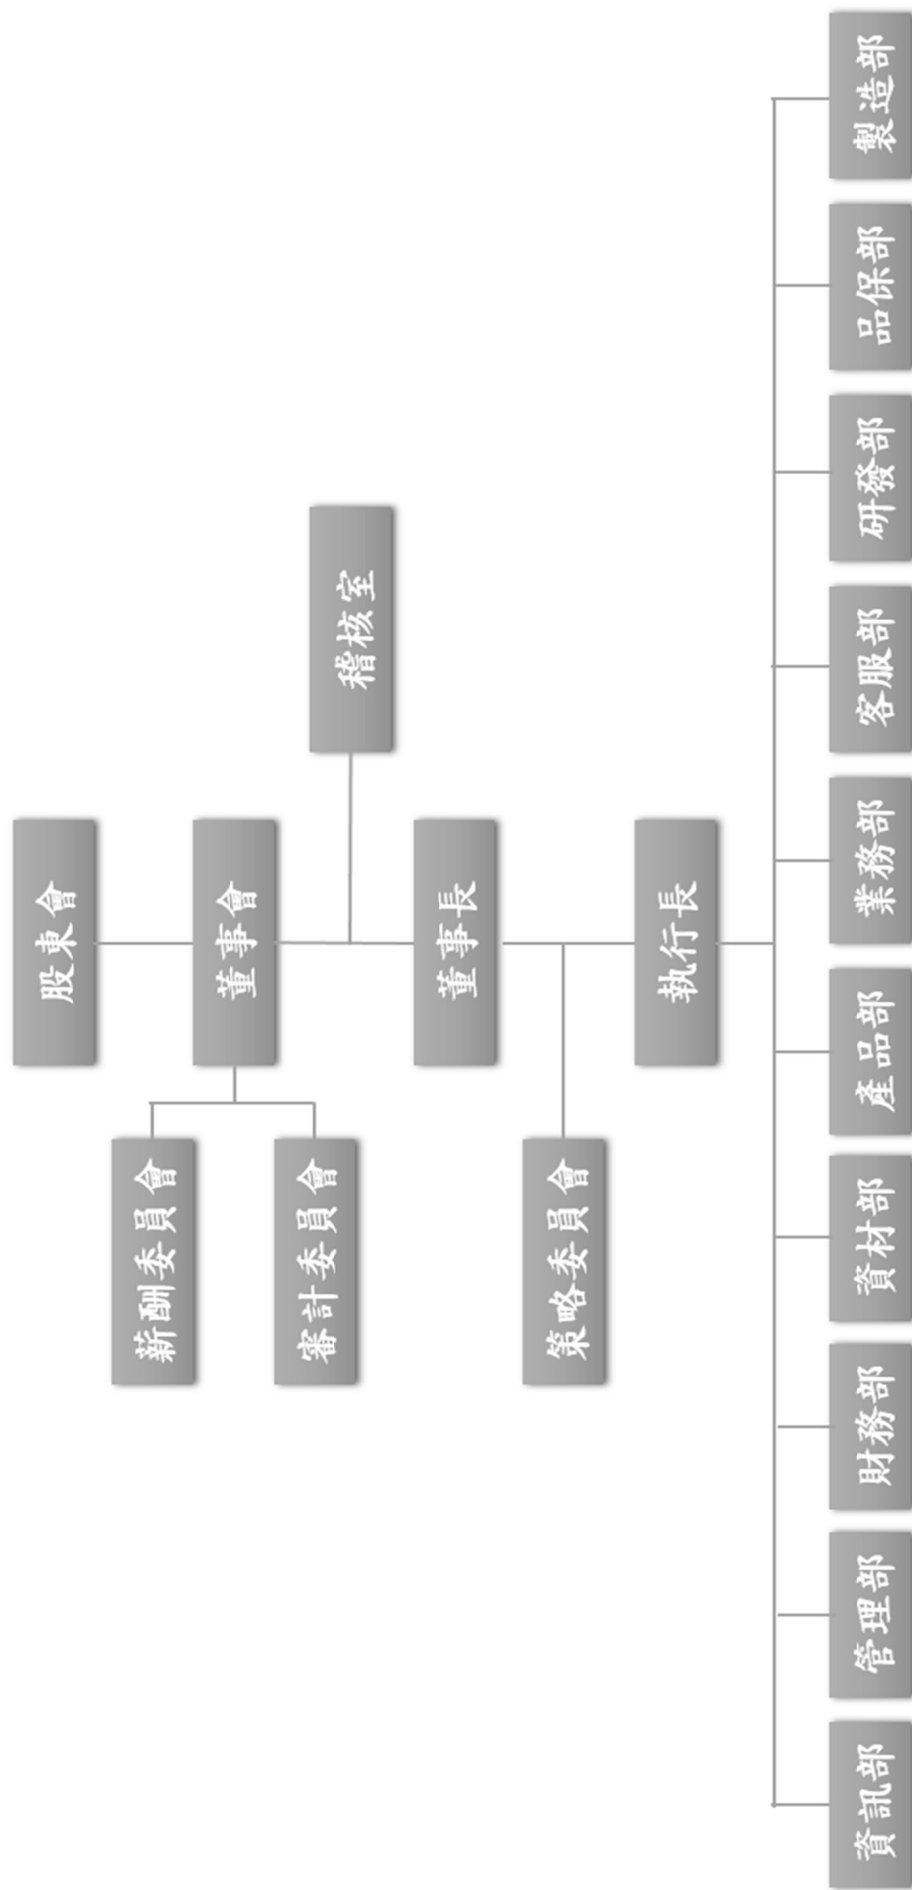 股東會
薪酬委員會
董事會
審計委員會
稽核室
董事長
策略委員會
執行長
資訊部
管理部
財務部
資材部
產品部
業務部
客服部
研發部
品保部
製造部